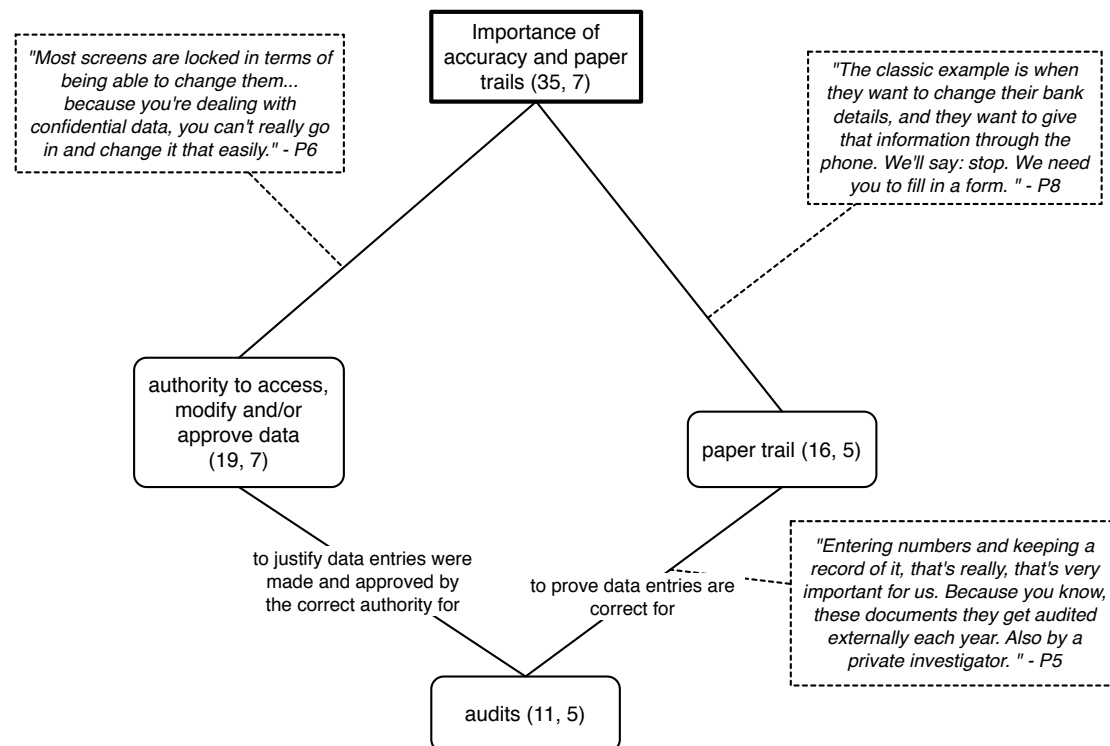 Importance of
accuracy and paper
trails (35, 7)
"Most screens are locked in terms of
being able to change them...
because you're dealing with
confidential data, you can't really go
in and change it that easily." - P6
"The classic example is when
they want to change their bank
details, and they want to give
that information through the
phone. We'll say: stop. We need
you to fill in a form. " - P8
authority to access,
modify and/or
approve data
(19, 7)
paper trail (16, 5)
to justify data entries were
made and approved by
the correct authority for
to prove data entries are
correct for
"Entering numbers and keeping a
record of it, that's really, that's very
important for us. Because you know,
these documents they get audited
externally each year. Also by a
private investigator. " - P5
audits (11, 5)